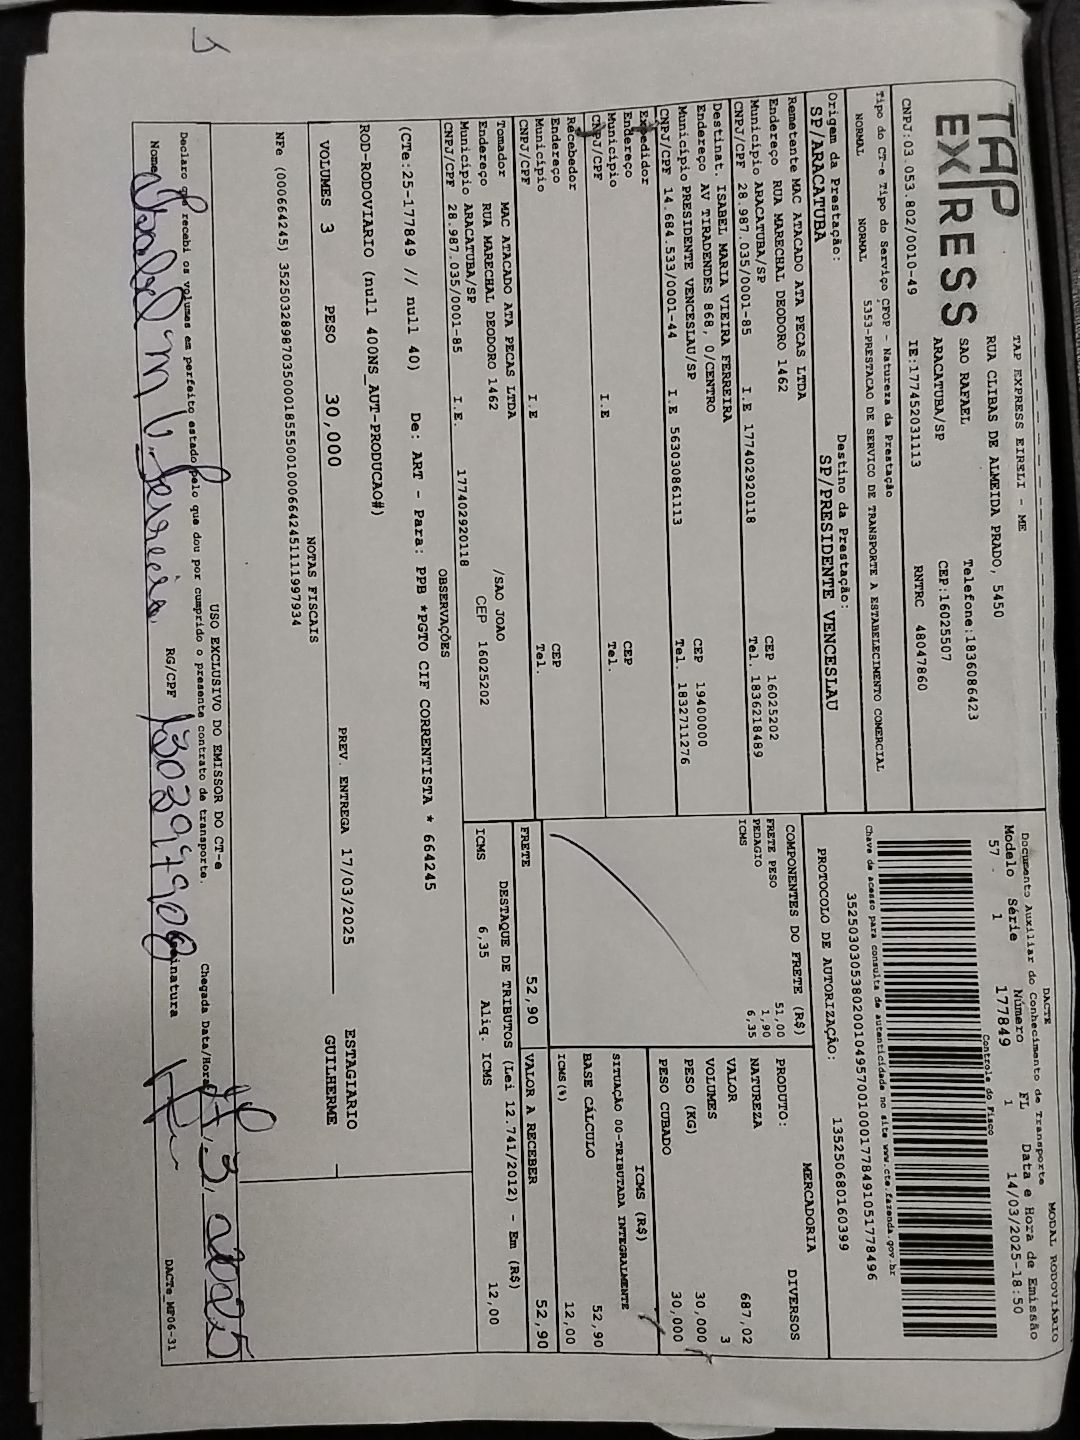 TAP EXPRESS
TAP EXPRESS EIRELI - ME
RUA CLIBAS DE ALMEIDA PRADO, 5450
SAO RAFAEL Telefone:1836086423
ARACATUBA/SP CEP:16025507
CNPJ:03.053.802/0010-49 IE:177452031113 RNTRC 48047860
DACTE MODAL RODOVIÁRIO
Documento Auxiliar do Conhecimento de Transporte
Modelo Série Número FL Data e Hora de Emissão
57 1 177849 1 14/03/2025-18:50
Controle do Fisco
Chave de acesso para consulta de autenticidade no site www.cte.fazenda.gov.br
35250303053802001049570010001778491051778496
PROTOCOLO DE AUTORIZAÇÃO: 135250680160399
Tipo do CT-e Tipo do Serviço CFOP - Natureza da Prestação
NORMAL NORMAL 5353-PRESTACAO DE SERVICO DE TRANSPORTE A ESTABELECIMENTO COMERCIAL
Origem da Prestação: Destino da Prestação:
SP/ARACATUBA SP/PRESIDENTE VENCESLAU
Remetente MAC ATACADO ATA PECAS LTDA
Endereço RUA MARECHAL DEODORO 1462 CEP 16025202
Município ARACATUBA/SP Tel. 1836218489
CNPJ/CPF 28.987.035/0001-85 I.E 177402920118
Destinat. ISABEL MARIA VIEIRA FERREIRA
Endereço AV TIRADENDES 868, 0/CENTRO CEP 19400000
Município PRESIDENTE VENCESLAU/SP Tel. 1832711276
CNPJ/CPF 14.684.533/0001-44 I.E 563030861113
Expedidor
Endereço CEP
Município Tel.
CNPJ/CPF I.E
Recebedor
Endereço CEP
Município Tel.
CNPJ/CPF I.E
Tomador MAC ATACADO ATA PECAS LTDA /SAO JOAO
Endereço RUA MARECHAL DEODORO 1462 CEP 16025202
Município ARACATUBA/SP
CNPJ/CPF 28.987.035/0001-85 I.E. 177402920118
COMPONENTES DO FRETE (R$)
FRETE PESO 51,00
PEDAGIO 1,90
ICMS 6,35
MERCADORIA
PRODUTO: DIVERSOS
NATUREZA
VALOR 687,02
VOLUMES 3
PESO (KG) 30,000
PESO CUBADO 30,000
ICMS (R$)
SITUAÇÃO 00-TRIBUTADA INTEGRALMENTE
BASE CÁLCULO 52,90
ICMS(%) 12,00
FRETE 52,90 VALOR A RECEBER 52,90
DESTAQUE DE TRIBUTOS (Lei 12.741/2012) - Em (R$)
ICMS 6,35 Aliq. ICMS 12,00
OBSERVAÇÕES
(CTe:25-177849 // null 40) De: ART - Para: PPB *PGTO CIF CORRENTISTA * 664245
ROD-RODOVIARIO (null 400NS_AUT-PRODUCAO#)
VOLUMES 3 PESO 30,000 PREV. ENTREGA 17/03/2025
ESTAGIARIO
GUILHERME
NOTAS FISCAIS
NFe (000664245) 35250328987035000185550010006642451111997934
USO EXCLUSIVO DO EMISSOR DO CT-e
Declaro que recebi os volumes em perfeito estado pelo que dou por cumprido o presente contrato de transporte.
Chegada Data/Hora 17,3,2025
Nome Isabel M V. Ferreira RG/CPF Assinatura
DACTe_MF06-31